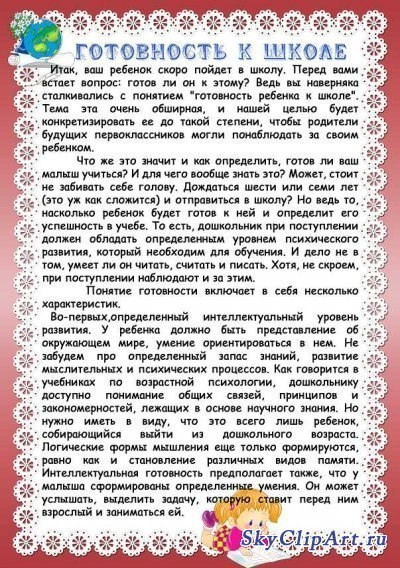 ГОТОВНОСТЬ К ШКОЛЕ
Итак, ваш ребенок скоро пойдет в школу. Перед вами
встает вопрос: готов ли он к этому? Ведь вы наверняка
сталкивались с понятием "готовность ребенка к школе".
Тема эта очень обширная, и нашей целью будет
конкретизировать ее до такой степени, чтобы родители
будущих первоклассников могли понаблюдать за своим
ребенком.
Что же это значит и как определить, готов ли ваш
малыш учиться? И для чего вообще знать это? Может, стоит
не забивать себе голову. Дождаться шести или семи лет
(это уж как сложится) и отправиться в школу? Но ведь то,
насколько ребенок будет готов к ней и определит его
успешность в учебе. То есть, дошкольник при поступлении
должен обладать определенным уровнем психического
развития, который необходим для обучения. И дело не в
том, умеет ли он читать, считать и писать. Хотя, не скроем,
при поступлении наблюдают и за этим.
Понятие готовности включает в себя несколько
характеристик.
Во-первых,определенный интеллектуальный уровень
развития. У ребенка должно быть представление об
окружающем мире, умение ориентироваться в нем. Не
забудем про определенный запас знаний, развитие
мыслительных и психических процессов. Как говорится в
учебниках по возрастной психологии, дошкольнику
доступно понимание общих связей, принципов и
закономерностей, лежащих в основе научного знания. Но
нужно иметь в виду, что это всего лишь ребенок,
собирающийся выйти из дошкольного возраста.
Логические формы мышления еще только формируются,
равно как и становление различных видов памяти.
Интеллектуальная готовность предполагает также, что у
малыша сформированы определенные умения. Он может
услышать, выделить задачу, которую ставит перед ним
взрослый и заниматься ей.
SkyClipArt.ru